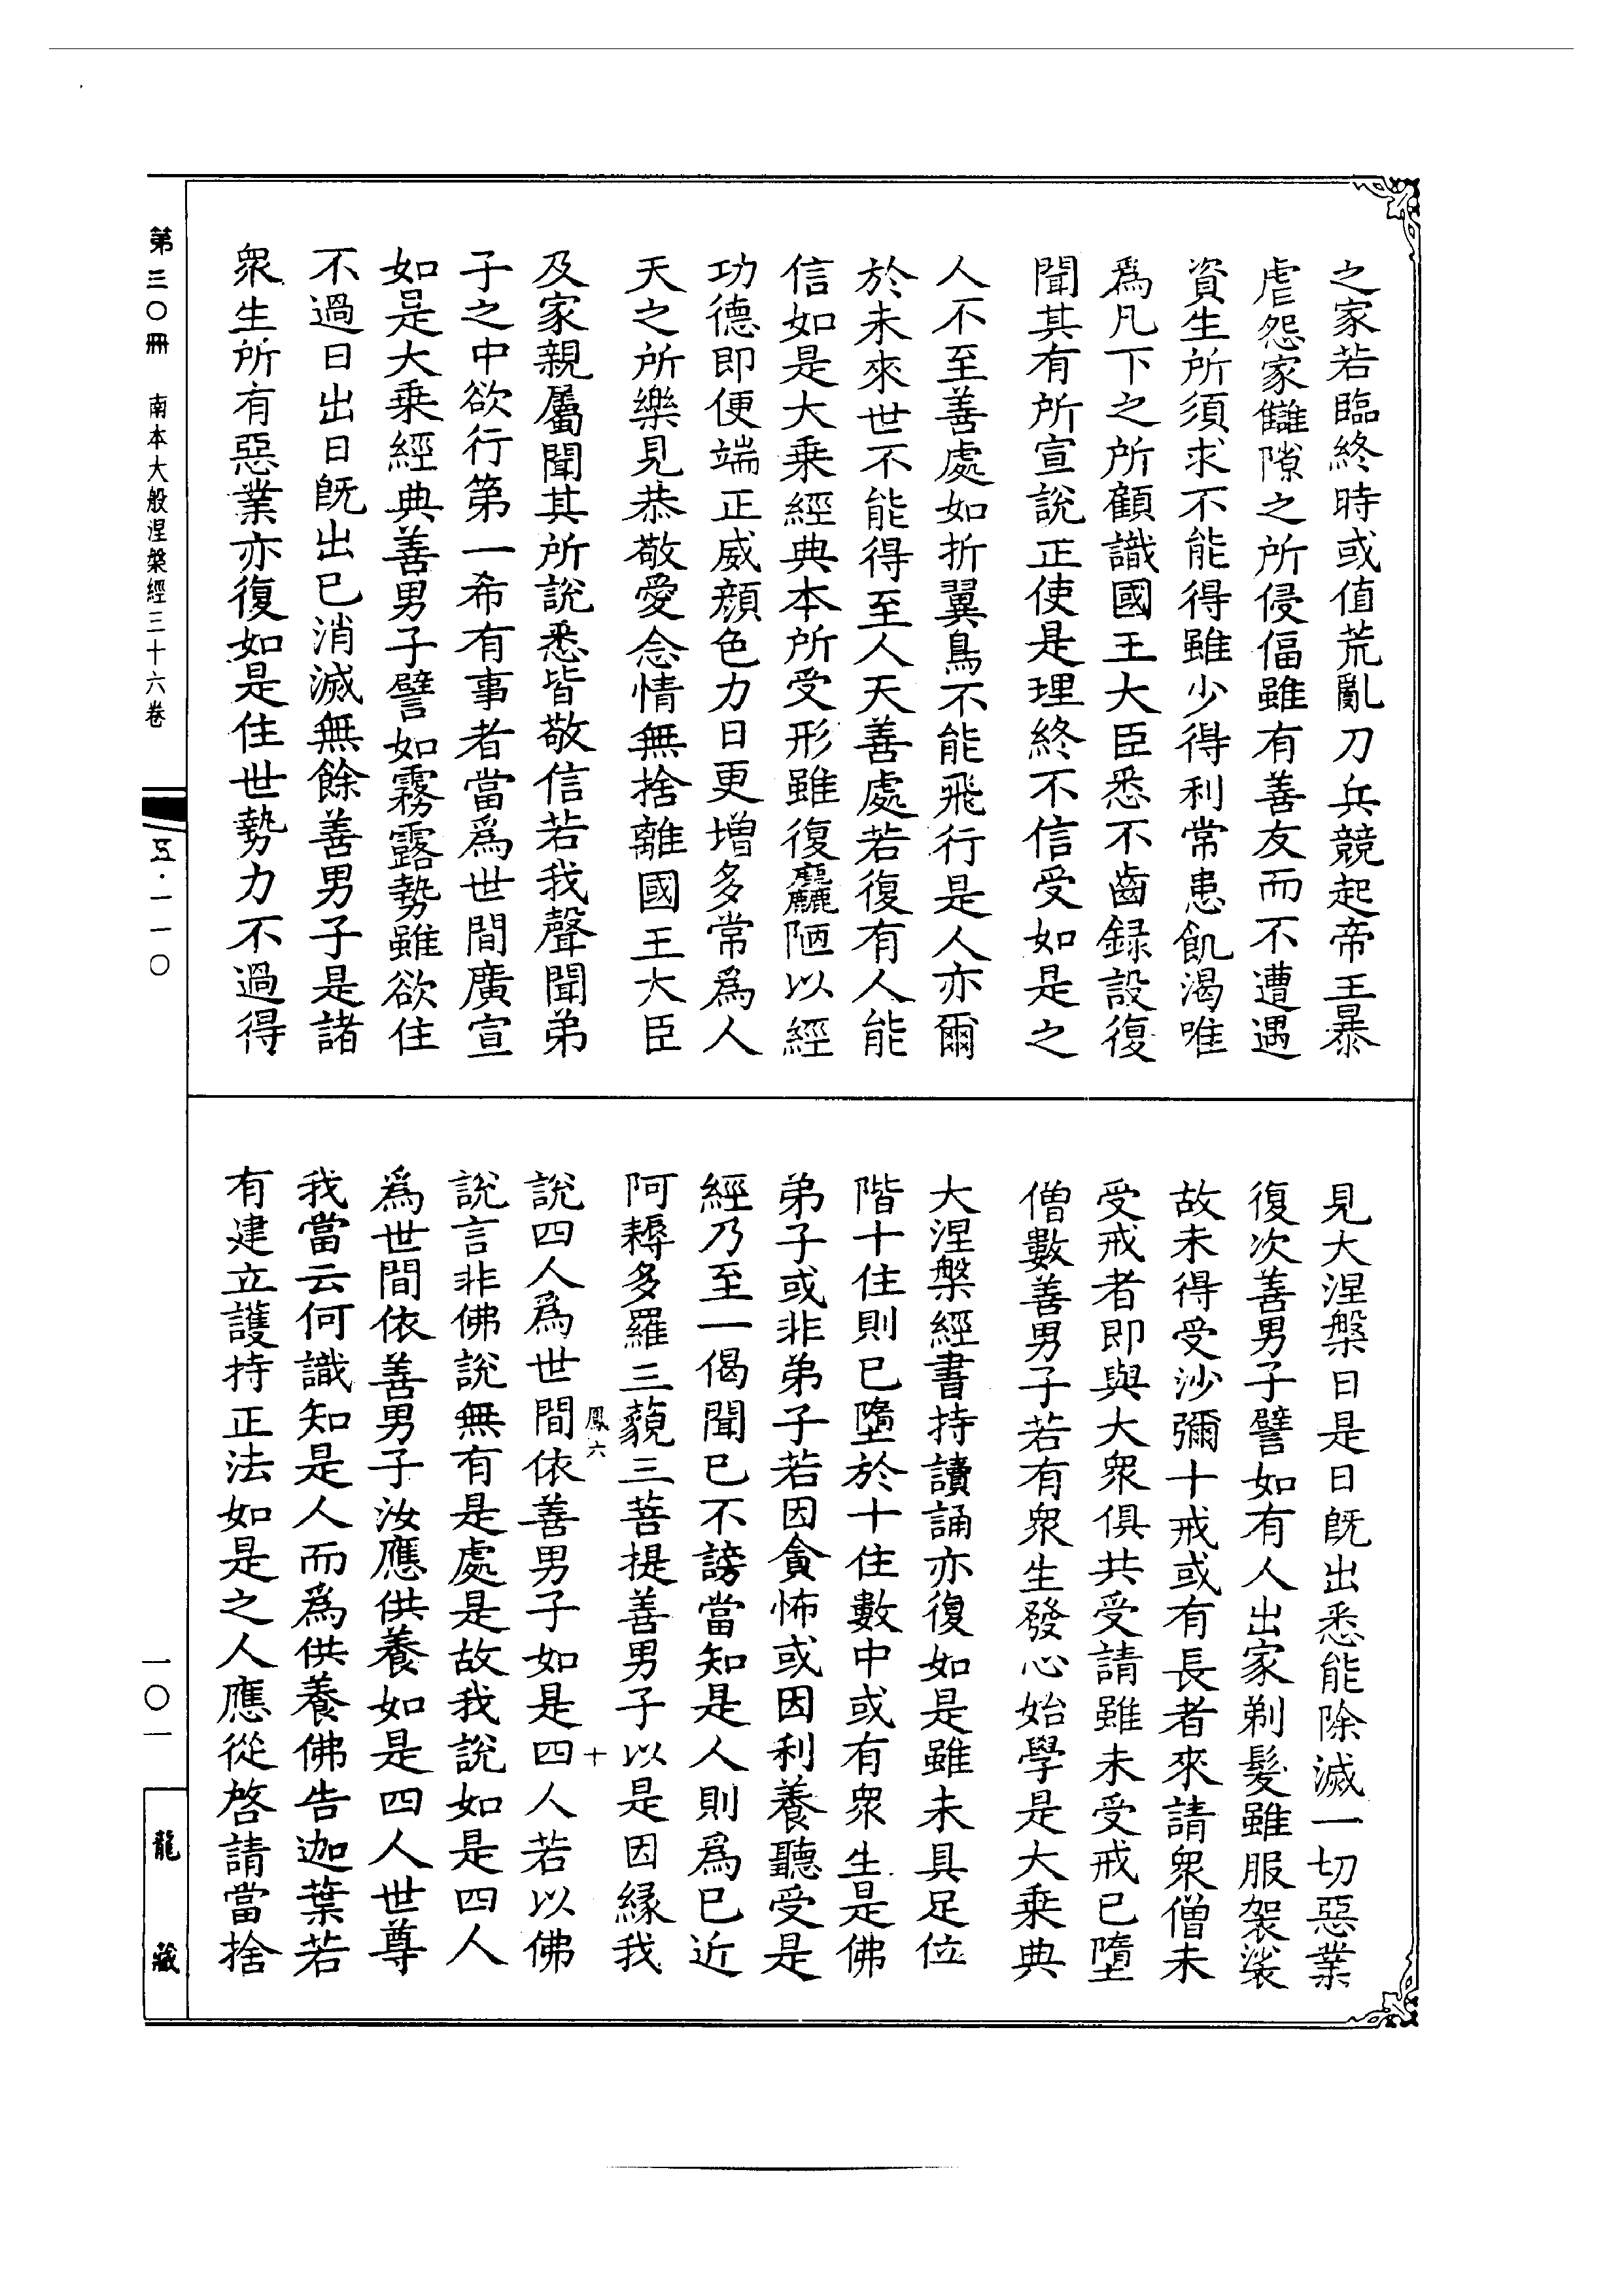 之家若臨終時或值荒亂刀兵競起帝王暴
虐怨家讎隙之所侵偪雖有善友而不遭遇
資生所須求不能得雖少得利常患飢渴唯
爲凡下之所顧識國王大臣悉不齒録設復
聞其有所宣說正使是理終不信受如是之
人不至善處如折翼鳥不能飛行是人亦爾
於未來世不能得至人天善處若復有人能
信如是大乗經典本所受形雖復麤陋以經
功德即便端正威顔色力日更增多常爲人
天之所樂見恭敬愛念情無捨離國王大臣
及家親屬聞其所說悉皆敬信若我聲聞弟
子之中欲行第一希有事者當爲世間廣宣
如是大乗經典善男子譬如霧露勢雖欲住
不過日出日旣出已消滅無餘善男子是諸
衆生所有惡業亦復如是住世勢力不過得
見大涅槃日是日旣出悉能除滅一切惡業
復次善男子譬如有人出家剃髮雖服袈裟
故未得受沙彌十戒或有長者來請衆僧未
受戒者即與大衆俱共受請雖未受戒已墮
僧數善男子若有衆生發心始學是大乗典
大涅槃經書持讀誦亦復如是雖未具足位
階十住則已墮於十住數中或有衆生是佛
弟子或非弟子若因貪怖或因利養聽受是
經乃至一偈聞已不謗當知是人則爲已近
阿耨多羅三藐三菩提善男子以是因縁我
鳳六 十
說四人爲世間依善男子如是四人若以佛
說言非佛說無有是處是故我說如是四人
爲世間依善男子汝應供養如是四人世尊
我當云何識知是人而爲供養佛告迦葉若
有建立護持正法如是之人應從啓請當捨
第三〇冊 南本大般涅槃經三十六卷
五·一一〇
一〇一
龍藏